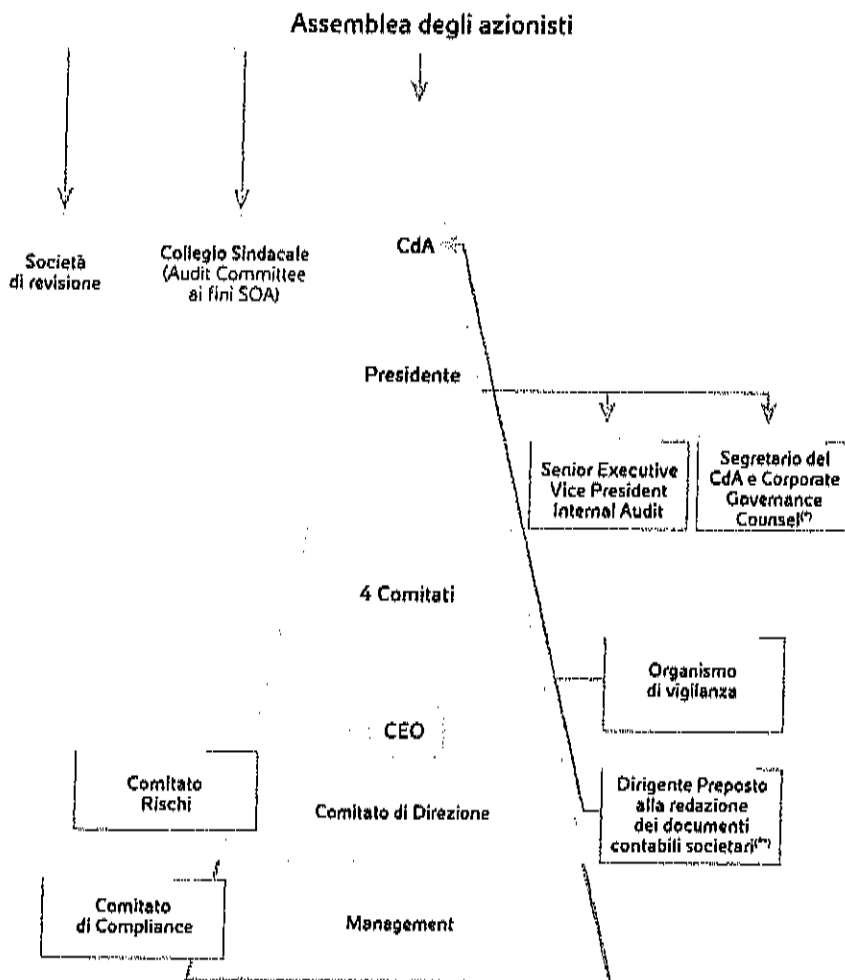 Assemblea degli azionisti
Società
di revisione
Collegio Sindacale
(Audit Committee
ai fini SOA)
CdA
Presidente
Senior Executive
Vice President
Internal Audit
Segretario del
CdA e Corporate
Governance
Counsel(*)
4 Comitati
Organismo
di vigilanza
CEO
Comitato
Rischi
Comitato di Direzione
Dirigente Preposto
alla redazione
dei documenti
contabili societari(**)
Comitato
di Compliance
Management